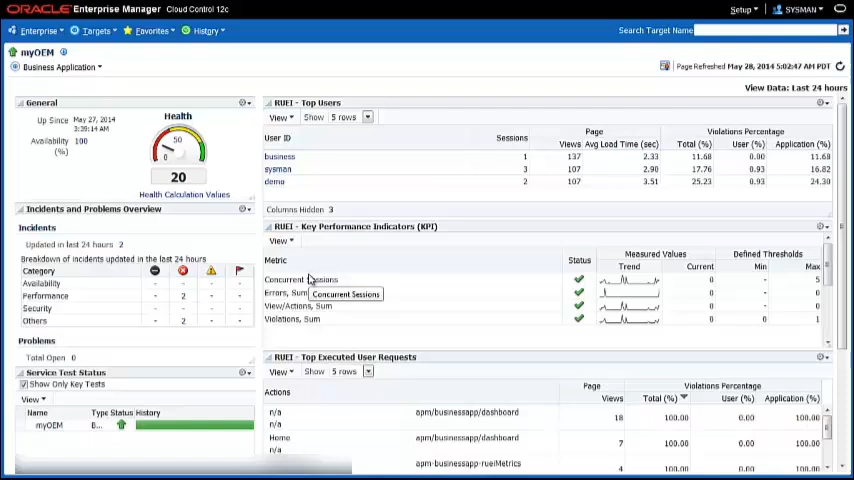 ORACLE Enterprise Manager Cloud Control 12c Setup SYSMAN
Enterprise Targets Favorites History Search Target Name
myOEM
Business Application Page Refreshed May 28, 2014 5:02:47 AM PDT
View Data: Last 24 hours
General
Up Since May 27, 2014 3:39:14 AM
Availability (%) 100
Health
50
0
20
Health Calculation Values
Incidents and Problems Overview
Incidents
Updated in last 24 hours 2
Breakdown of incidents updated in the last 24 hours
Category
Availability - - - -
Performance - 2 - -
Security - - - -
Others - 2 - -
Problems
Total Open 0
Service Test Status
Show Only Key Tests
View
Name Type Status History
myOEM B...
RUEI - Top Users
View Show 5 rows
User ID Sessions Page Views Avg Load Time (sec) Violations Percentage Total (%) User (%) Application (%)
business 1 137 2.33 11.68 0.00 11.68
sysman 3 107 2.90 17.76 0.93 16.82
demo 2 107 3.51 25.23 0.93 24.30
Columns Hidden 3
RUEI - Key Performance Indicators (KPI)
View
Metric Status Measured Values Trend Current Defined Thresholds Min Max
Concurrent Sessions 0 - 5
Errors, Sum 0 - 0
Concurrent Sessions
View/Actions, Sum 0 - 0
Violations, Sum 0 0 1
RUEI - Top Executed User Requests
View Show 5 rows
Actions Page Views Violations Percentage Total (%) User (%) Application (%)
n/a apm/businessapp/dashboard
n/a 18 100.00 0.00 100.00
Home apm/businessapp/dashboard
n/a 7 100.00 0.00 100.00
apm-businessapp-rueiMetrics
4 100.00 0.00 100.00